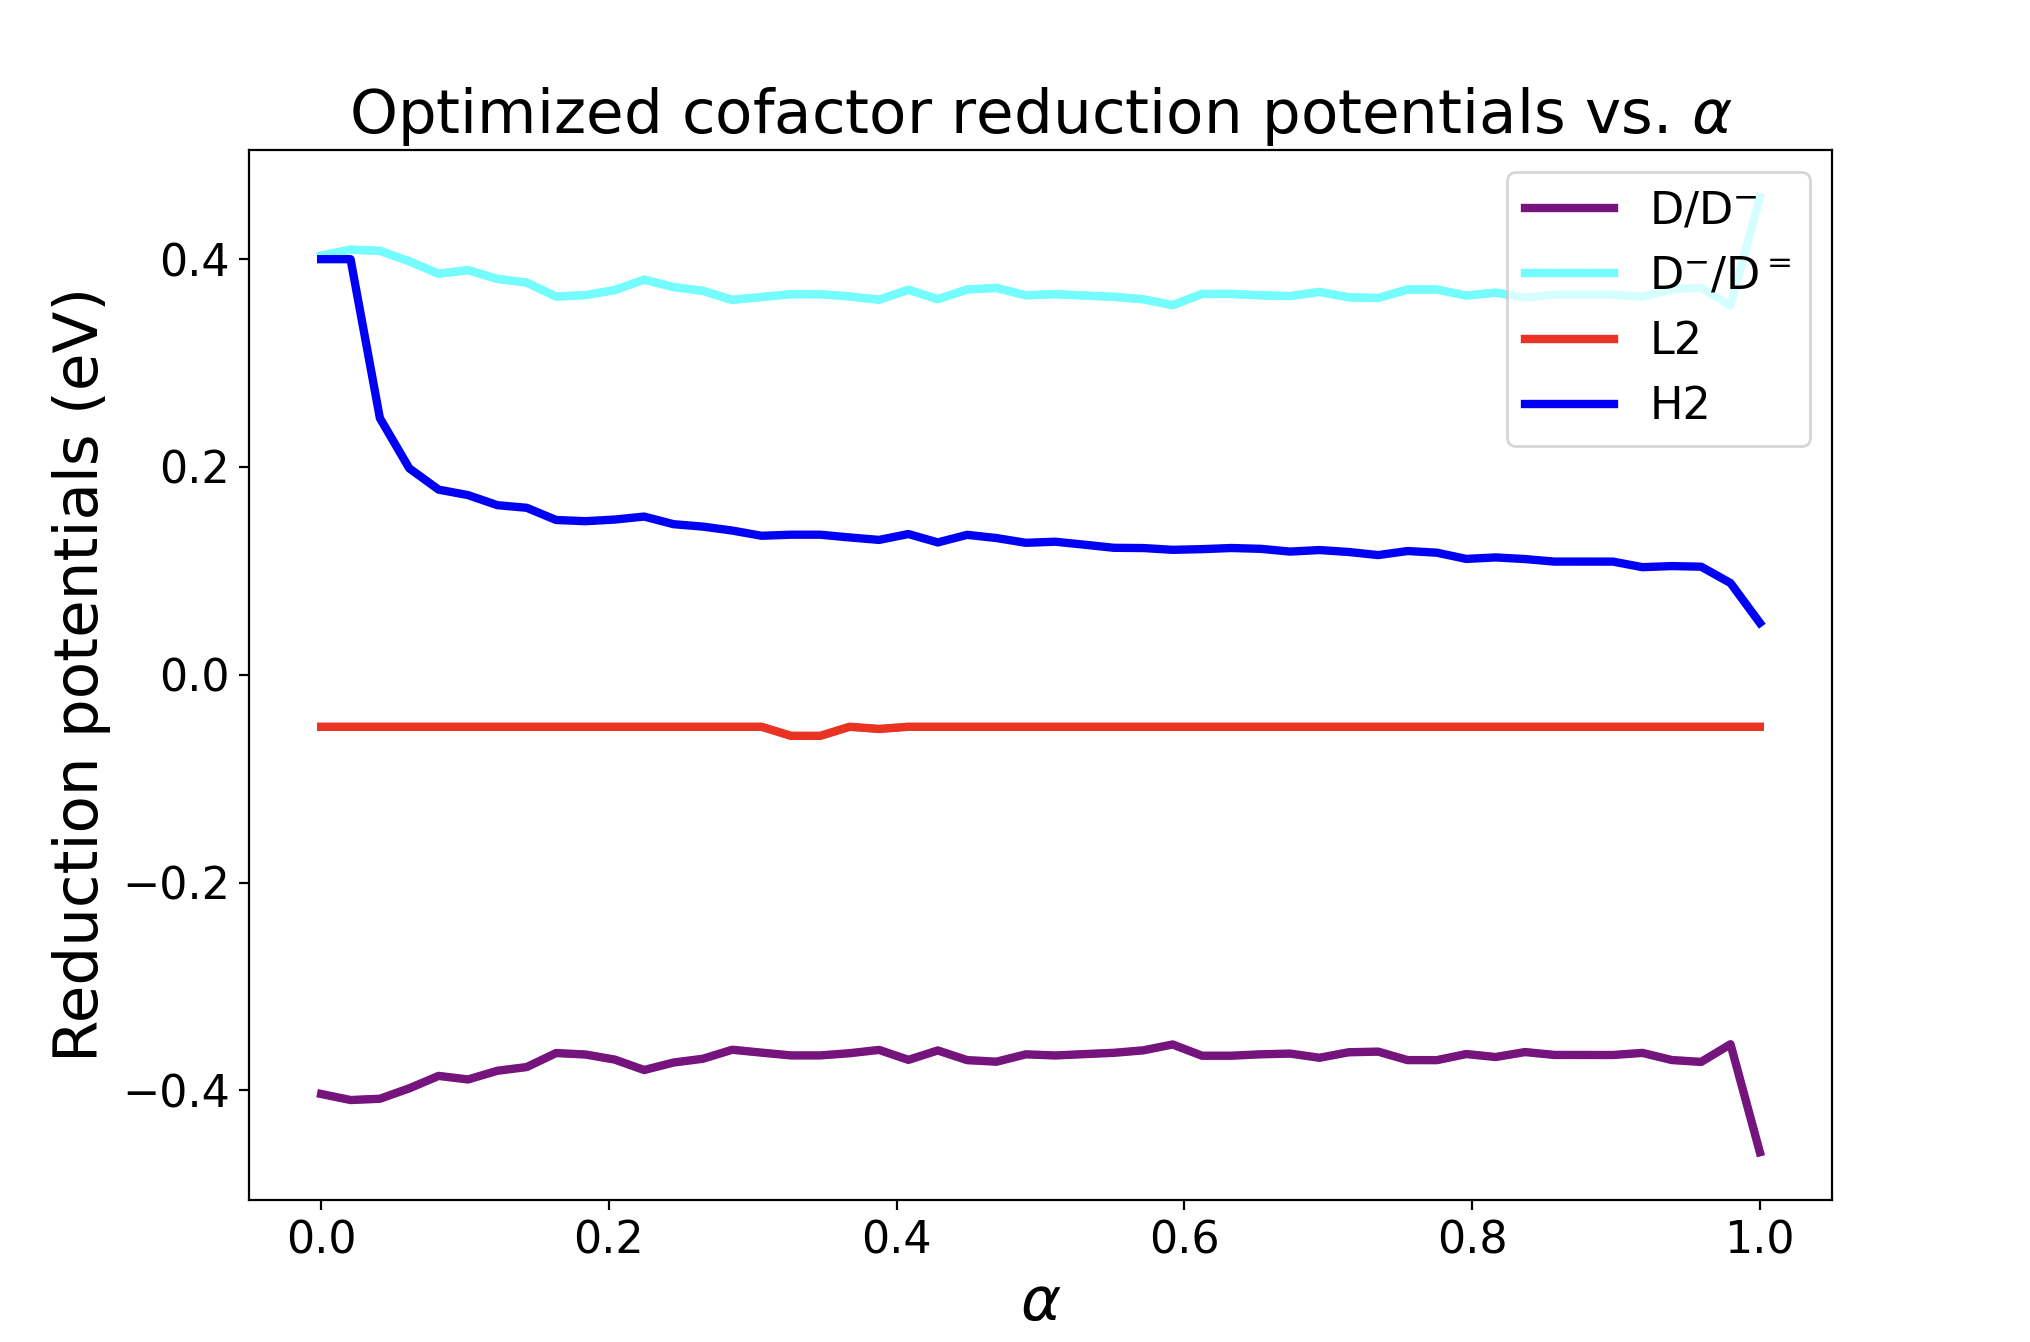 Optimized cofactor reduction potentials vs. α
Reduction potentials (eV)
0.4
0.2
0.0
−0.2
−0.4
D/D⁻
D⁻/D⁼
L2
H2
0.0 0.2 0.4 0.6 0.8 1.0
α